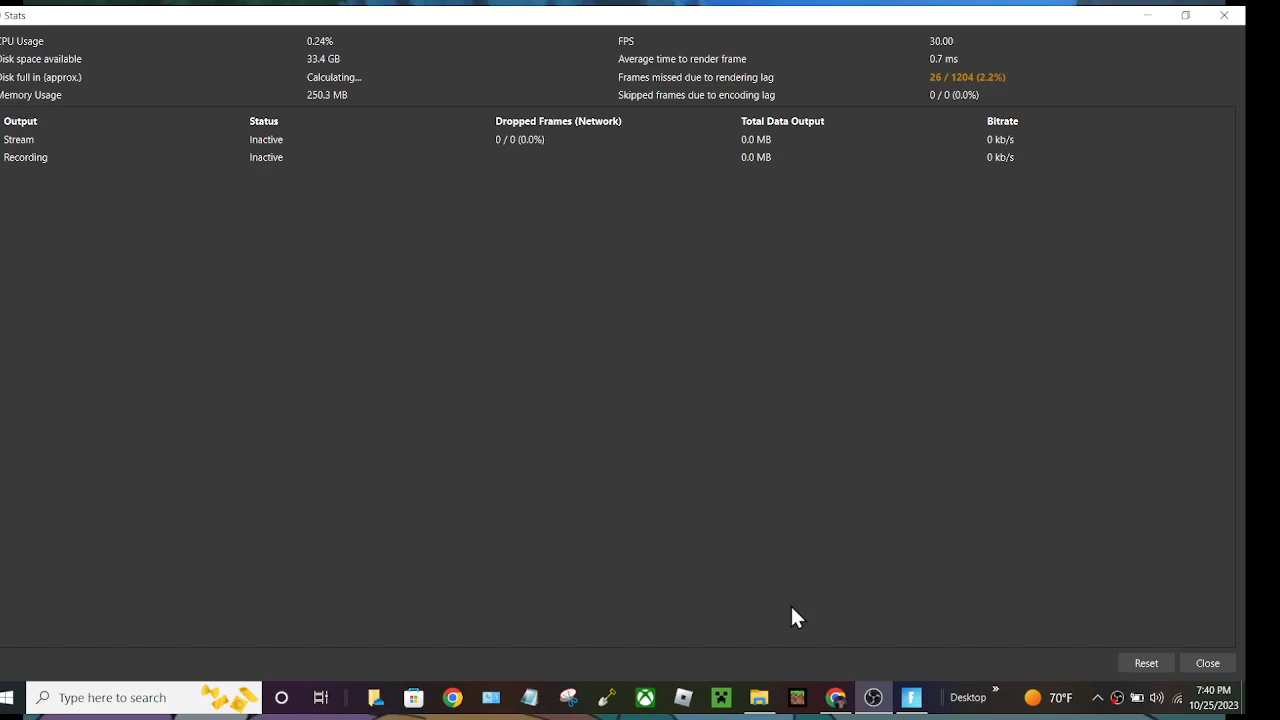 Stats
CPU Usage 0.24% FPS 30.00
Disk space available 33.4 GB Average time to render frame 0.7 ms
Disk full in (approx.) Calculating... Frames missed due to rendering lag 26 / 1204 (2.2%)
Memory Usage 250.3 MB Skipped frames due to encoding lag 0 / 0 (0.0%)
Output Status Dropped Frames (Network) Total Data Output Bitrate
Stream Inactive 0 / 0 (0.0%) 0.0 MB 0 kb/s
Recording Inactive 0.0 MB 0 kb/s
Reset Close
Type here to search Desktop » 70°F 7:40 PM
10/25/2023